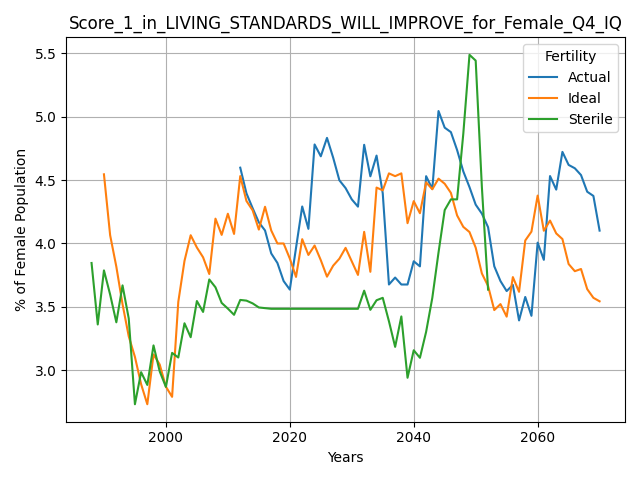 Score_1_in_LIVING_STANDARDS_WILL_IMPROVE_for_Female_Q4_IQ
Fertility
Actual
Ideal
Sterile
% of Female Population
5.5
5.0
4.5
4.0
3.5
3.0
2000
2020
2040
2060
Years